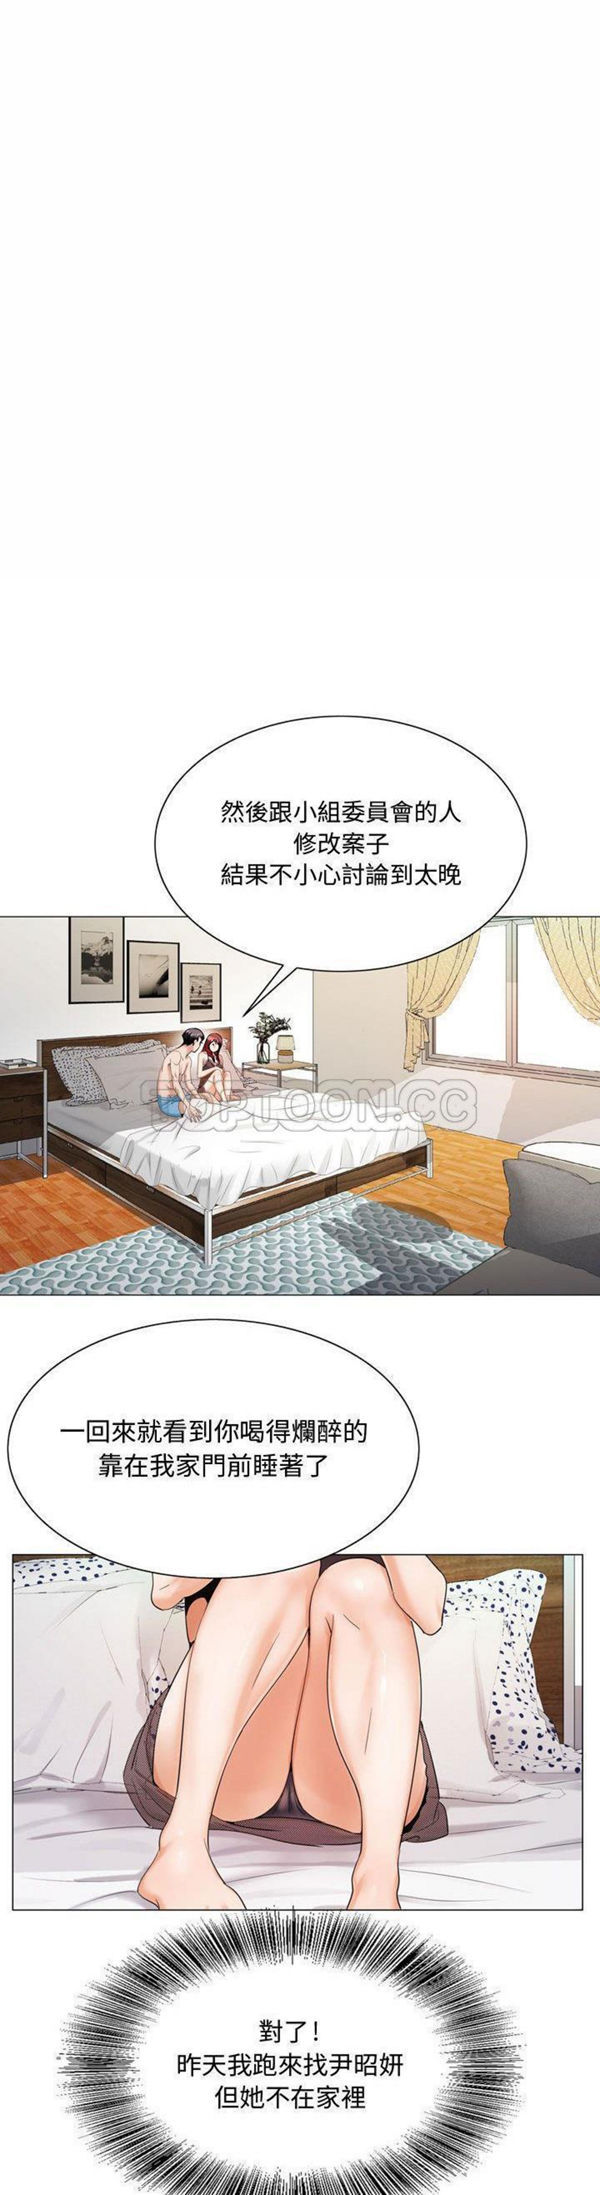 然後跟小組委員會的人
修改案子
結果不小心討論到太晚
TOPTOON.CC
一回來就看到你喝得爛醉的
靠在我家門前睡著了
對了!
昨天我跑來找尹昭妍
但她不在家裡